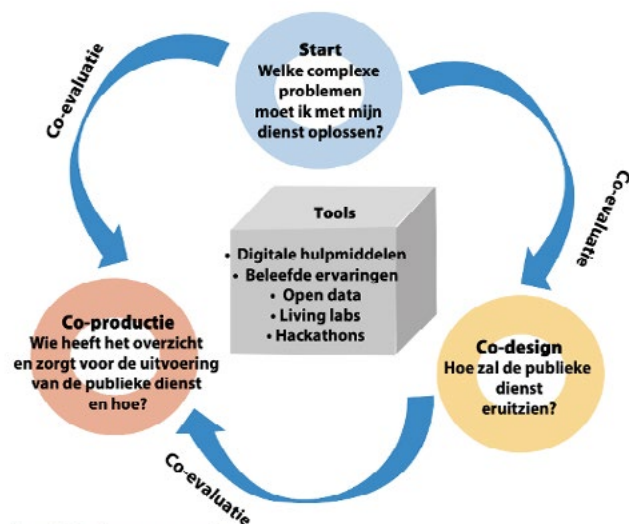 Start
Welke complexe
problemen
moet ik met mijn
dienst oplossen?
Co-evaluatie
Co-evaluatie
Tools
• Digitale hulpmiddelen
• Beleefde ervaringen
• Open data
• Living labs
• Hackathons
Co-productie
Wie heeft het overzicht
en zorgt voor de uitvoering
van de publieke dienst
en hoe?
Co-design
Hoe zal de publieke
dienst
eruitzien?
Co-evaluatie